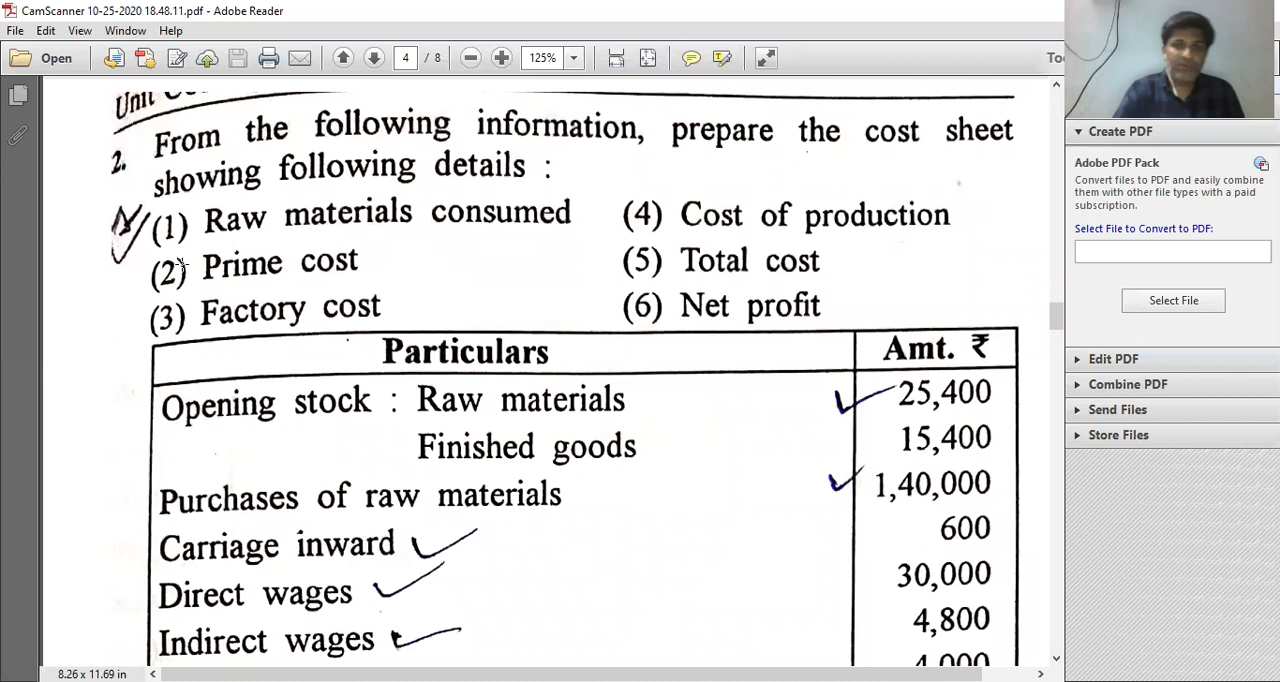 CamScanner 10-25-2020 18.48.11.pdf - Adobe Reader
File Edit View Window Help
Open 4 / 8 125%
Create PDF
Adobe PDF Pack
Convert files to PDF and easily combine
them with other file types with a paid
subscription.
Select File to Convert to PDF:
Select File
Edit PDF
Combine PDF
Send Files
Store Files
Unit
2. From the following information, prepare the cost sheet
showing following details :
(1) Raw materials consumed (4) Cost of production
(2) Prime cost (5) Total cost
(3) Factory cost (6) Net profit
Particulars Amt. ₹
Opening stock : Raw materials 25,400
Finished goods 15,400
Purchases of raw materials 1,40,000
Carriage inward 600
Direct wages 30,000
Indirect wages 4,800
4,000
8.26 x 11.69 in